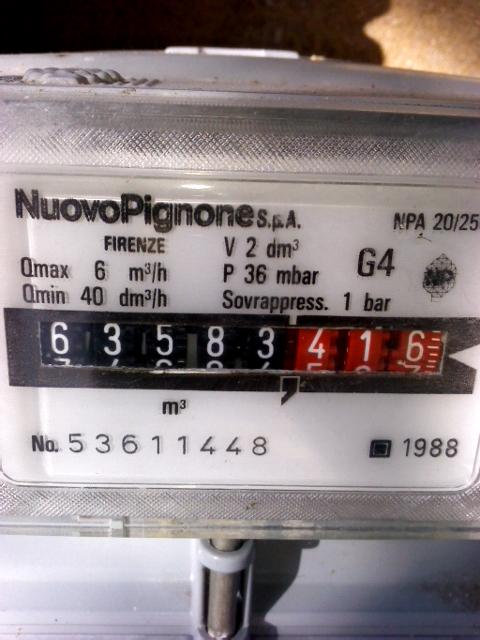 NuovoPignone S.p.A.
NPA 20/25
FIRENZE
V 2 dm³
Qmax 6 m³/h
P 36 mbar
G4
Qmin 40 dm³/h
Sovrappress. 1 bar
6 3 5 8 3 4 1 6
m³
No. 53611448
1988